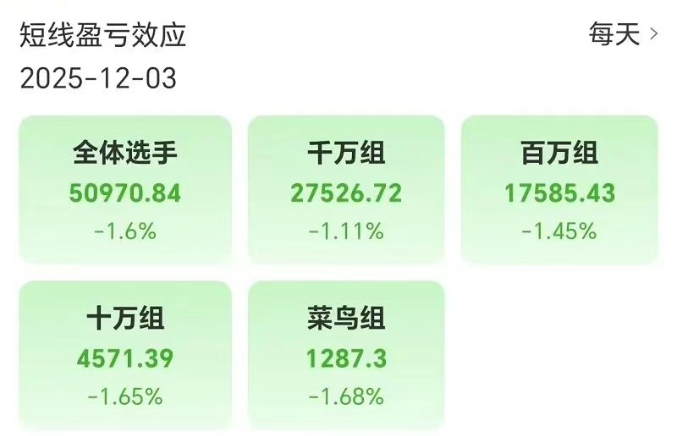 短线盈亏效应
每天 >
2025-12-03
全体选手
50970.84
-1.6%
千万组
27526.72
-1.11%
百万组
17585.43
-1.45%
十万组
4571.39
-1.65%
菜鸟组
1287.3
-1.68%